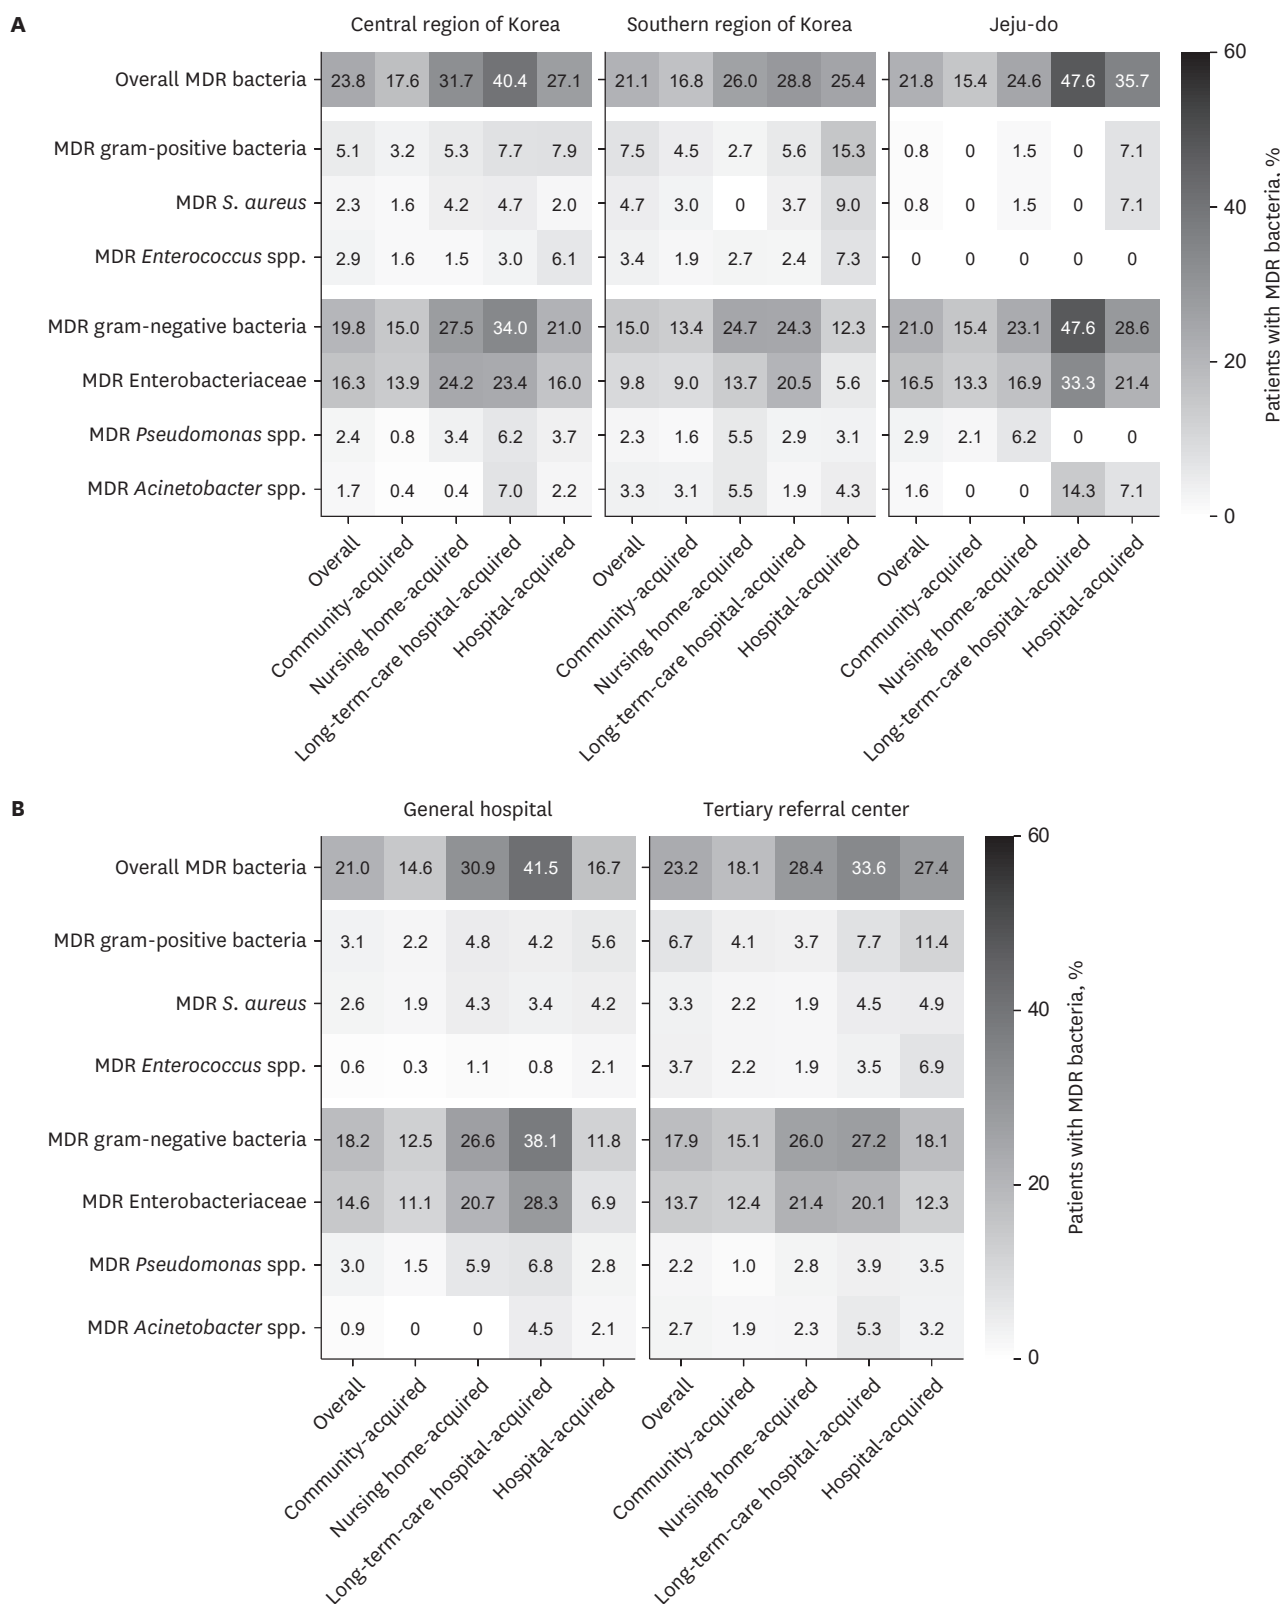 A
Central region of Korea Southern region of Korea Jeju-do
Overall MDR bacteria 23.8 17.6 31.7 40.4 27.1 21.1 16.8 26.0 28.8 25.4 21.8 15.4 24.6 47.6 35.7
MDR gram-positive bacteria 5.1 3.2 5.3 7.7 7.9 7.5 4.5 2.7 5.6 15.3 0.8 0 1.5 0 7.1
MDR S. aureus 2.3 1.6 4.2 4.7 2.0 4.7 3.0 0 3.7 9.0 0.8 0 1.5 0 7.1
MDR Enterococcus spp. 2.9 1.6 1.5 3.0 6.1 3.4 1.9 2.7 2.4 7.3 0 0 0 0 0
MDR gram-negative bacteria 19.8 15.0 27.5 34.0 21.0 15.0 13.4 24.7 24.3 12.3 21.0 15.4 23.1 47.6 28.6
MDR Enterobacteriaceae 16.3 13.9 24.2 23.4 16.0 9.8 9.0 13.7 20.5 5.6 16.5 13.3 16.9 33.3 21.4
MDR Pseudomonas spp. 2.4 0.8 3.4 6.2 3.7 2.3 1.6 5.5 2.9 3.1 2.9 2.1 6.2 0 0
MDR Acinetobacter spp. 1.7 0.4 0.4 7.0 2.2 3.3 3.1 5.5 1.9 4.3 1.6 0 0 14.3 7.1
Overall
Community-acquired
Nursing home-acquired
Long-term-care hospital-acquired
Hospital-acquired
Overall
Community-acquired
Nursing home-acquired
Long-term-care hospital-acquired
Hospital-acquired
Overall
Community-acquired
Nursing home-acquired
Long-term-care hospital-acquired
Hospital-acquired
60
40
20
0
Patients with MDR bacteria, %
B
General hospital Tertiary referral center
Overall MDR bacteria 21.0 14.6 30.9 41.5 16.7 23.2 18.1 28.4 33.6 27.4
MDR gram-positive bacteria 3.1 2.2 4.8 4.2 5.6 6.7 4.1 3.7 7.7 11.4
MDR S. aureus 2.6 1.9 4.3 3.4 4.2 3.3 2.2 1.9 4.5 4.9
MDR Enterococcus spp. 0.6 0.3 1.1 0.8 2.1 3.7 2.2 1.9 3.5 6.9
MDR gram-negative bacteria 18.2 12.5 26.6 38.1 11.8 17.9 15.1 26.0 27.2 18.1
MDR Enterobacteriaceae 14.6 11.1 20.7 28.3 6.9 13.7 12.4 21.4 20.1 12.3
MDR Pseudomonas spp. 3.0 1.5 5.9 6.8 2.8 2.2 1.0 2.8 3.9 3.5
MDR Acinetobacter spp. 0.9 0 0 4.5 2.1 2.7 1.9 2.3 5.3 3.2
Overall
Community-acquired
Nursing home-acquired
Long-term-care hospital-acquired
Hospital-acquired
Overall
Community-acquired
Nursing home-acquired
Long-term-care hospital-acquired
Hospital-acquired
60
40
20
0
Patients with MDR bacteria, %